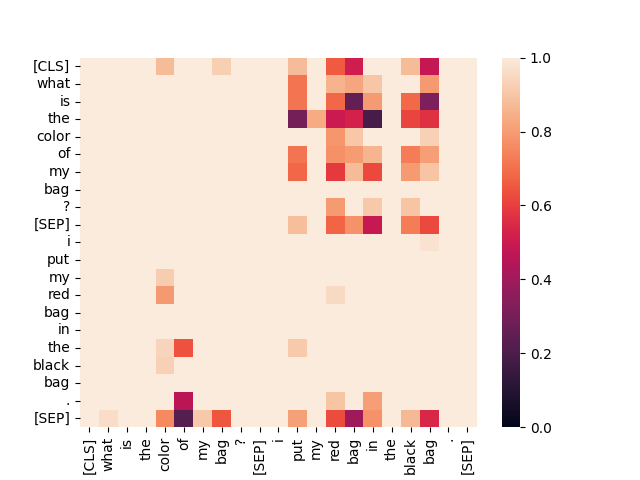 [CLS]
what
is
the
color
of
my
bag
?
[SEP]
i
put
my
red
bag
in
the
black
bag
.
[SEP]
[CLS]
what
is
the
color
of
my
bag
?
[SEP]
i
put
my
red
bag
in
the
black
bag
.
[SEP]
1.0
0.8
0.6
0.4
0.2
0.0